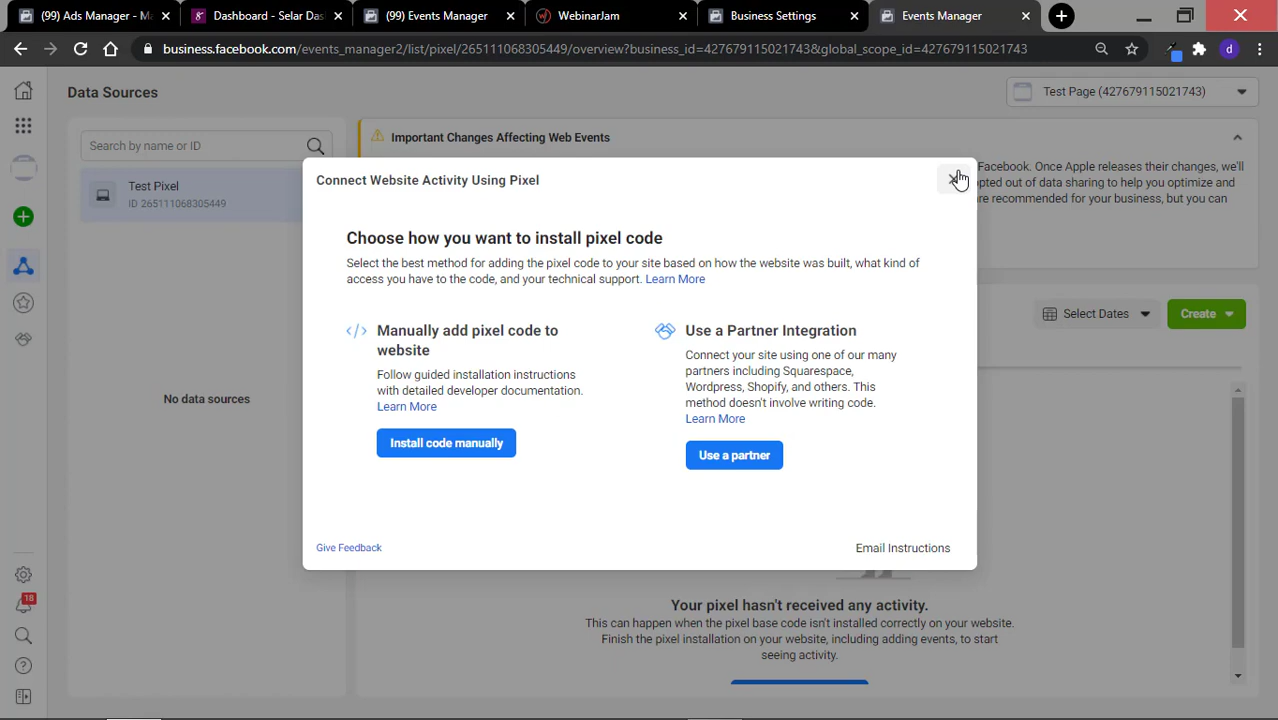 (99) Ads Manager - Ma
Dashboard - Selar Das
(99) Events Manager
WebinarJam
Business Settings
Events Manager
business.facebook.com/events_manager2/list/pixel/265111068305449/overview?business_id=427679115021743&global_scope_id=427679115021743
d
Data Sources
Test Page (427679115021743)
Search by name or ID
Important Changes Affecting Web Events
Facebook. Once Apple releases their changes, we'll
opted out of data sharing to help you optimize and
are recommended for your business, but you can
Test Pixel
ID 265111068305449
Connect Website Activity Using Pixel
Choose how you want to install pixel code
Select the best method for adding the pixel code to your site based on how the website was built, what kind of
access you have to the code, and your technical support. Learn More
Manually add pixel code to
website
Follow guided installation instructions
with detailed developer documentation.
Learn More
Install code manually
Use a Partner Integration
Connect your site using one of our many
partners including Squarespace,
Wordpress, Shopify, and others. This
method doesn't involve writing code.
Learn More
Use a partner
Select Dates
Create
No data sources
Give Feedback
Email Instructions
18
Your pixel hasn't received any activity.
This can happen when the pixel base code isn't installed correctly on your website.
Finish the pixel installation on your website, including adding events, to start
seeing activity.